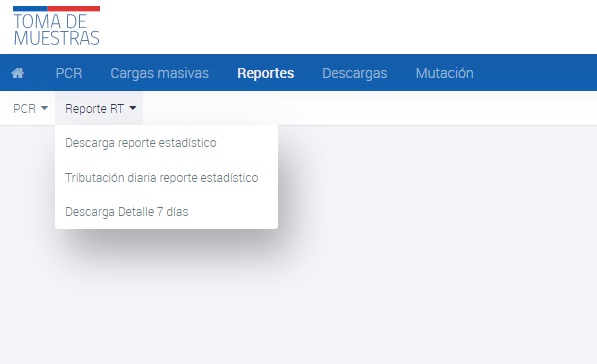 TOMA DE
MUESTRAS
PCR Cargas masivas Reportes Descargas Mutación
PCR Reporte RT
Descarga reporte estadístico
Tributación diaria reporte estadístico
Descarga Detalle 7 días